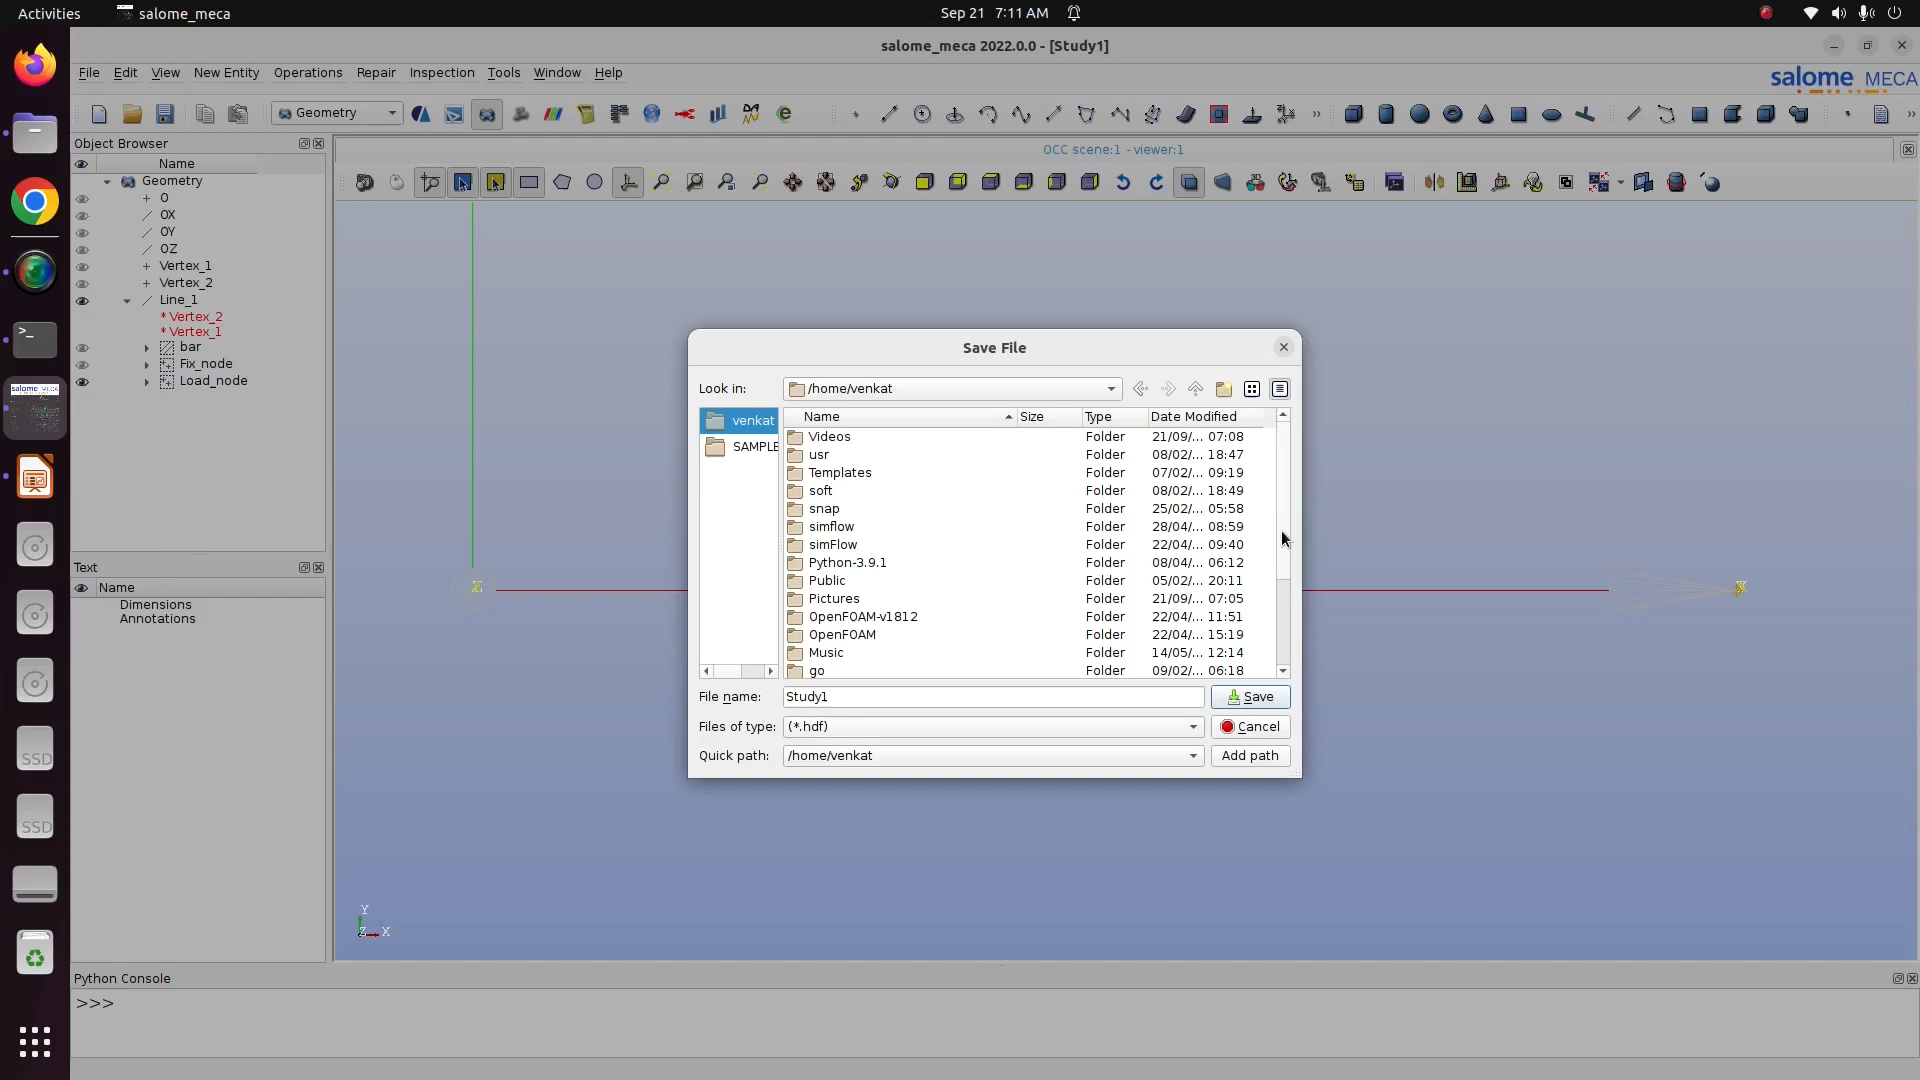 Activities
salome_meca
Sep 21 7:11 AM
salome_meca 2022.0.0 - [Study1]
File Edit View New Entity Operations Repair Inspection Tools Window Help
salome MECA
Geometry
Object Browser
OCC scene:1 - viewer:1
Name
Geometry
O
OX
OY
OZ
Vertex_1
Vertex_2
Line_1
* Vertex_2
* Vertex_1
bar
Fix_node
Load_node
Text
Name
Dimensions
Annotations
Save File
Look in: /home/venkat
venkat
SAMPLE
Name Size Type Date Modified
Videos Folder 21/09/... 07:08
usr Folder 08/02/... 18:47
Templates Folder 07/02/... 09:19
soft Folder 08/02/... 18:49
snap Folder 25/02/... 05:58
simflow Folder 28/04/... 08:59
simFlow Folder 22/04/... 09:40
Python-3.9.1 Folder 08/04/... 06:12
Public Folder 05/02/... 20:11
Pictures Folder 21/09/... 07:05
OpenFOAM-v1812 Folder 22/04/... 11:51
OpenFOAM Folder 22/04/... 15:19
Music Folder 14/05/... 12:14
go Folder 09/02/... 06:18
File name: Study1 Save
Files of type: (*.hdf) Cancel
Quick path: /home/venkat Add path
Z
X
Y
Z X
SSD
SSD
Python Console
>>>